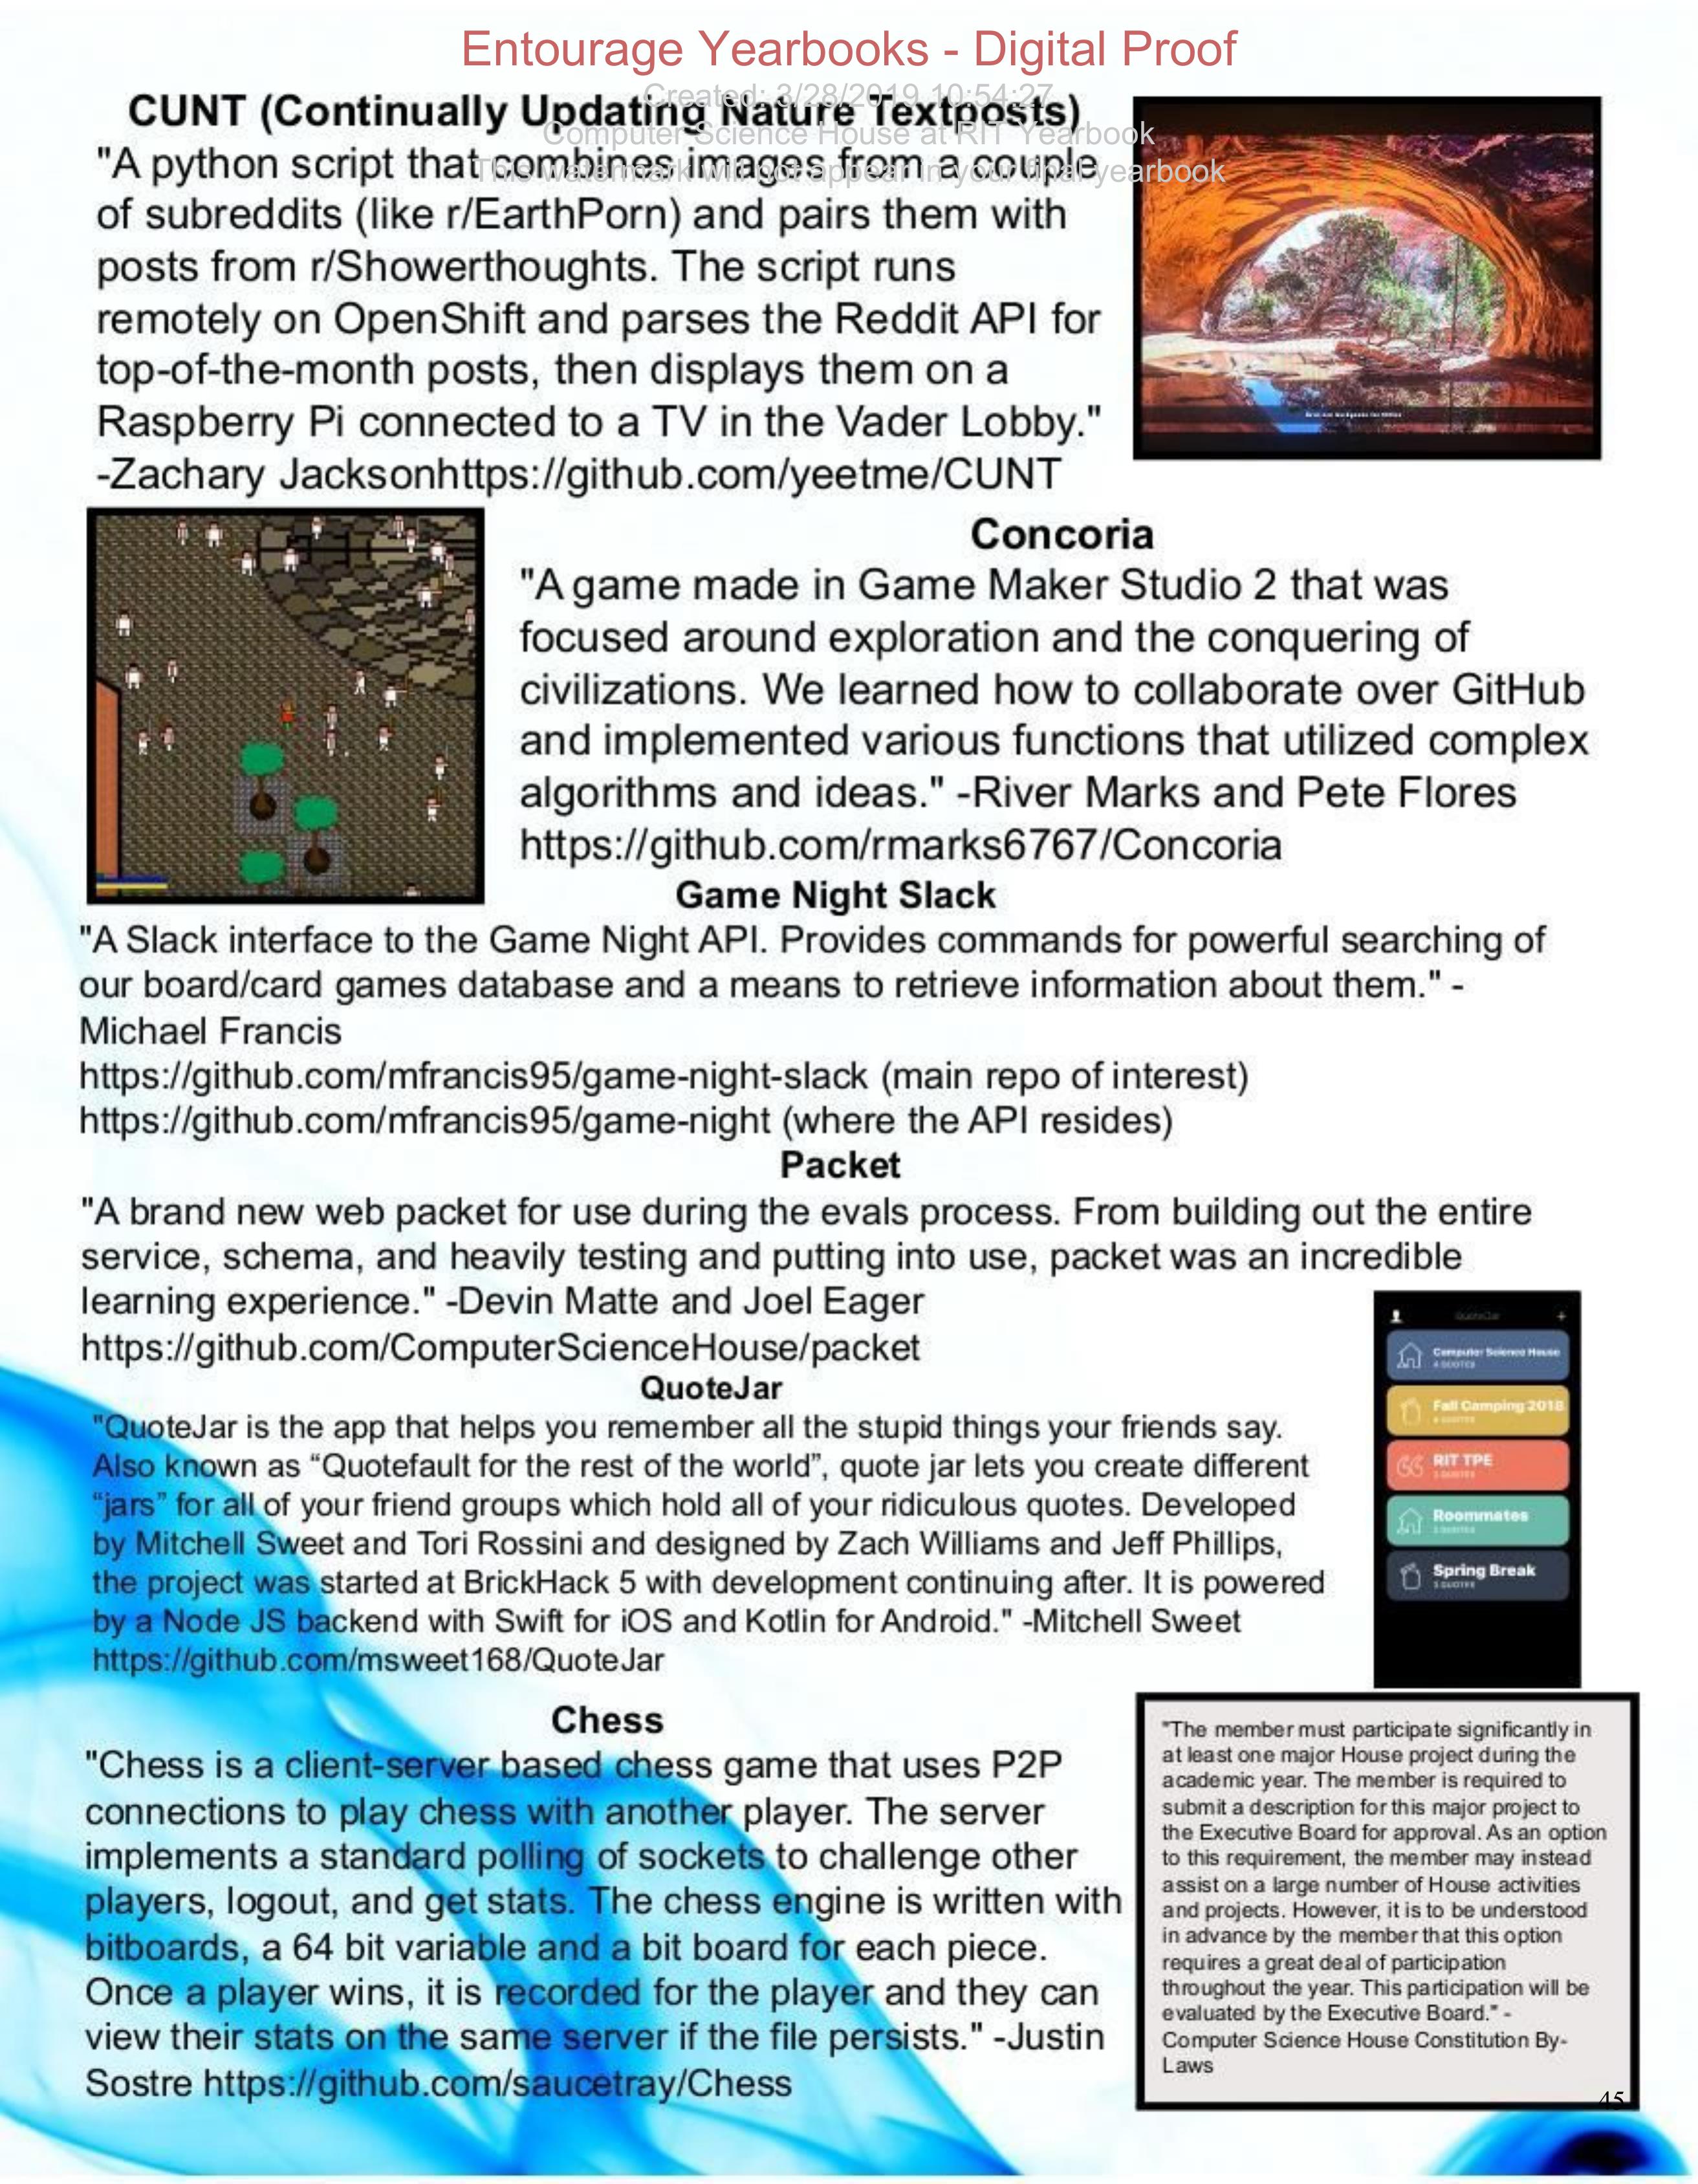 Entourage Yearbooks - Digital Proof
Created: 3/28/2019 10:54:27
Computer Science House at RIT Yearbook
This watermark will not appear in your final yearbook
CUNT (Continually Updating Nature Textposts)
"A python script that combines images from a couple
of subreddits (like r/EarthPorn) and pairs them with
posts from r/Showerthoughts. The script runs
remotely on OpenShift and parses the Reddit API for
top-of-the-month posts, then displays them on a
Raspberry Pi connected to a TV in the Vader Lobby."
-Zachary Jacksonhttps://github.com/yeetme/CUNT
Concoria
"A game made in Game Maker Studio 2 that was
focused around exploration and the conquering of
civilizations. We learned how to collaborate over GitHub
and implemented various functions that utilized complex
algorithms and ideas." -River Marks and Pete Flores
https://github.com/rmarks6767/Concoria
Game Night Slack
"A Slack interface to the Game Night API. Provides commands for powerful searching of
our board/card games database and a means to retrieve information about them." -
Michael Francis
https://github.com/mfrancis95/game-night-slack (main repo of interest)
https://github.com/mfrancis95/game-night (where the API resides)
Packet
"A brand new web packet for use during the evals process. From building out the entire
service, schema, and heavily testing and putting into use, packet was an incredible
learning experience." -Devin Matte and Joel Eager
https://github.com/ComputerScienceHouse/packet
QuoteJar
"QuoteJar is the app that helps you remember all the stupid things your friends say.
Also known as “Quotefault for the rest of the world”, quote jar lets you create different
“jars” for all of your friend groups which hold all of your ridiculous quotes. Developed
by Mitchell Sweet and Tori Rossini and designed by Zach Williams and Jeff Phillips,
the project was started at BrickHack 5 with development continuing after. It is powered
by a Node JS backend with Swift for iOS and Kotlin for Android." -Mitchell Sweet
https://github.com/msweet168/QuoteJar
QuoteJar +
Computer Science House
4 QUOTES
Fall Camping 2018
RIT TPE
Roommates
Spring Break
Chess
"Chess is a client-server based chess game that uses P2P
connections to play chess with another player. The server
implements a standard polling of sockets to challenge other
players, logout, and get stats. The chess engine is written with
bitboards, a 64 bit variable and a bit board for each piece.
Once a player wins, it is recorded for the player and they can
view their stats on the same server if the file persists." -Justin
Sostre https://github.com/saucetray/Chess
"The member must participate significantly in
at least one major House project during the
academic year. The member is required to
submit a description for this major project to
the Executive Board for approval. As an option
to this requirement, the member may instead
assist on a large number of House activities
and projects. However, it is to be understood
in advance by the member that this option
requires a great deal of participation
throughout the year. This participation will be
evaluated by the Executive Board." -
Computer Science House Constitution By-
Laws
45